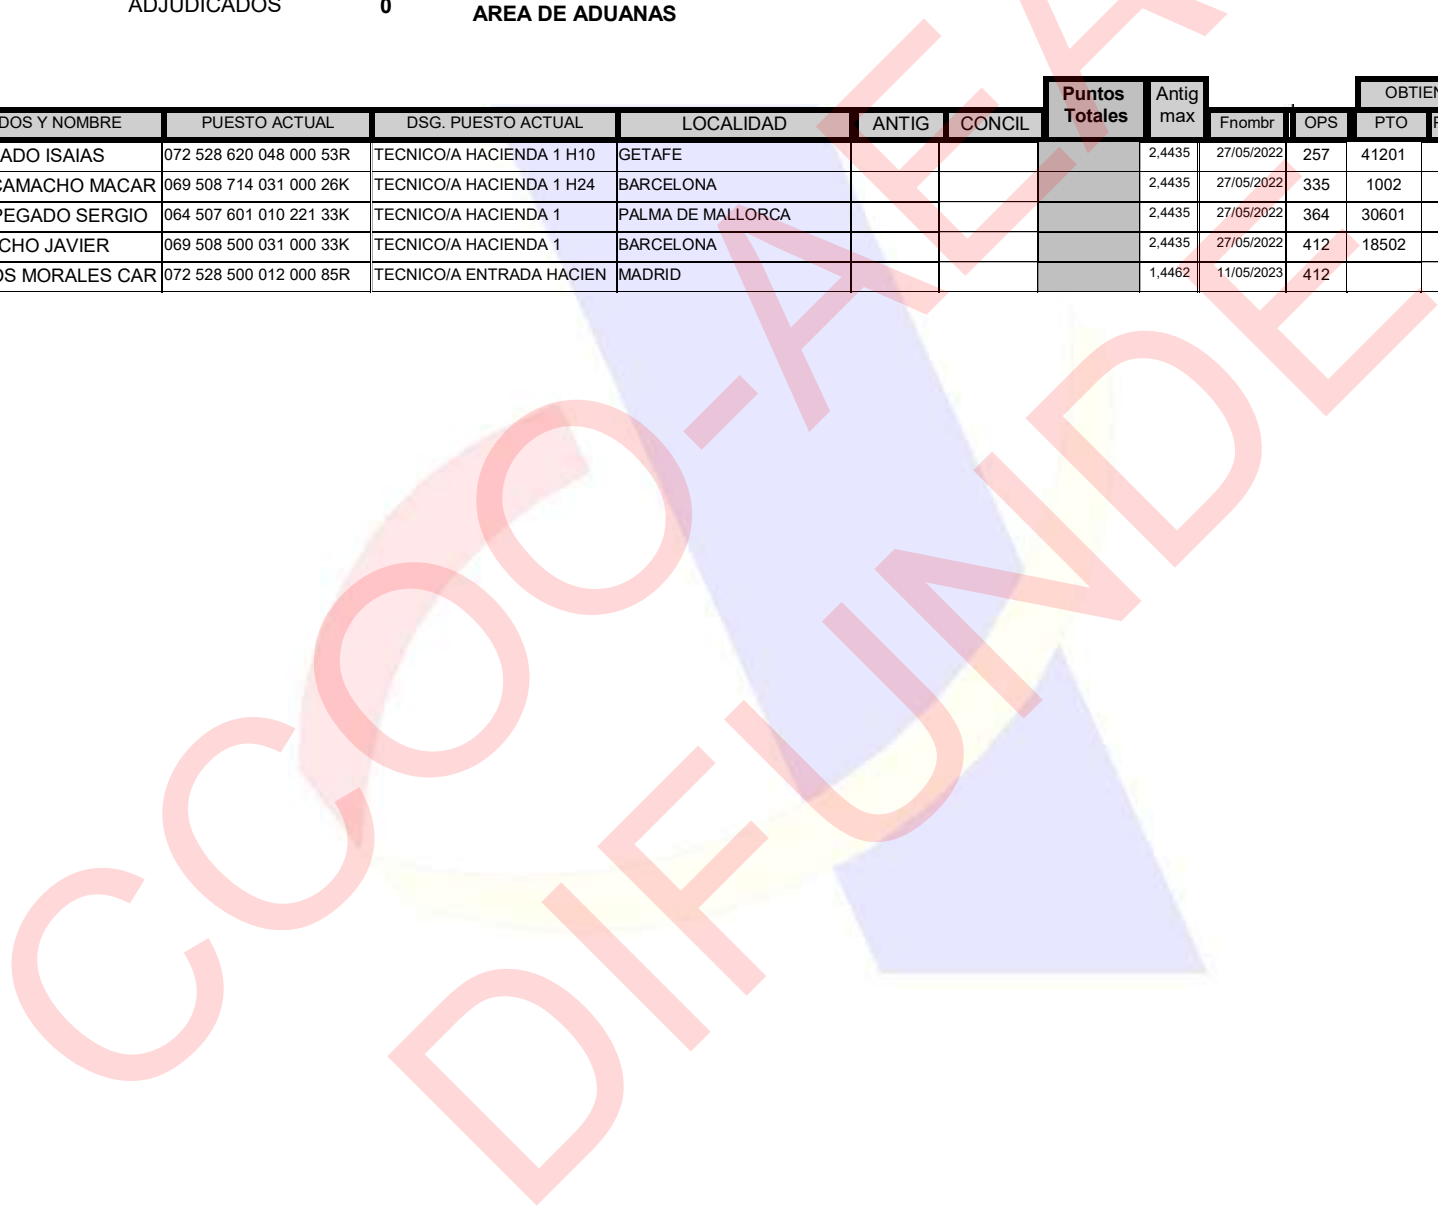 ADJUDICADOS 0 AREA DE ADUANAS
Puntos Totales Antig max OBTIEN
DOS Y NOMBRE PUESTO ACTUAL DSG. PUESTO ACTUAL LOCALIDAD ANTIG CONCIL Fnombr OPS PTO
ADO ISAIAS 072 528 620 048 000 53R TECNICO/A HACIENDA 1 H10 GETAFE 2,4435 27/05/2022 257 41201
CAMACHO MACAR 069 508 714 031 000 26K TECNICO/A HACIENDA 1 H24 BARCELONA 2,4435 27/05/2022 335 1002
PEGADO SERGIO 064 507 601 010 221 33K TECNICO/A HACIENDA 1 PALMA DE MALLORCA 2,4435 27/05/2022 364 30601
CHO JAVIER 069 508 500 031 000 33K TECNICO/A HACIENDA 1 BARCELONA 2,4435 27/05/2022 412 18502
OS MORALES CAR 072 528 500 012 000 85R TECNICO/A ENTRADA HACIEN MADRID 1,4462 11/05/2023 412
CCOO-AEA
DIFUNDE